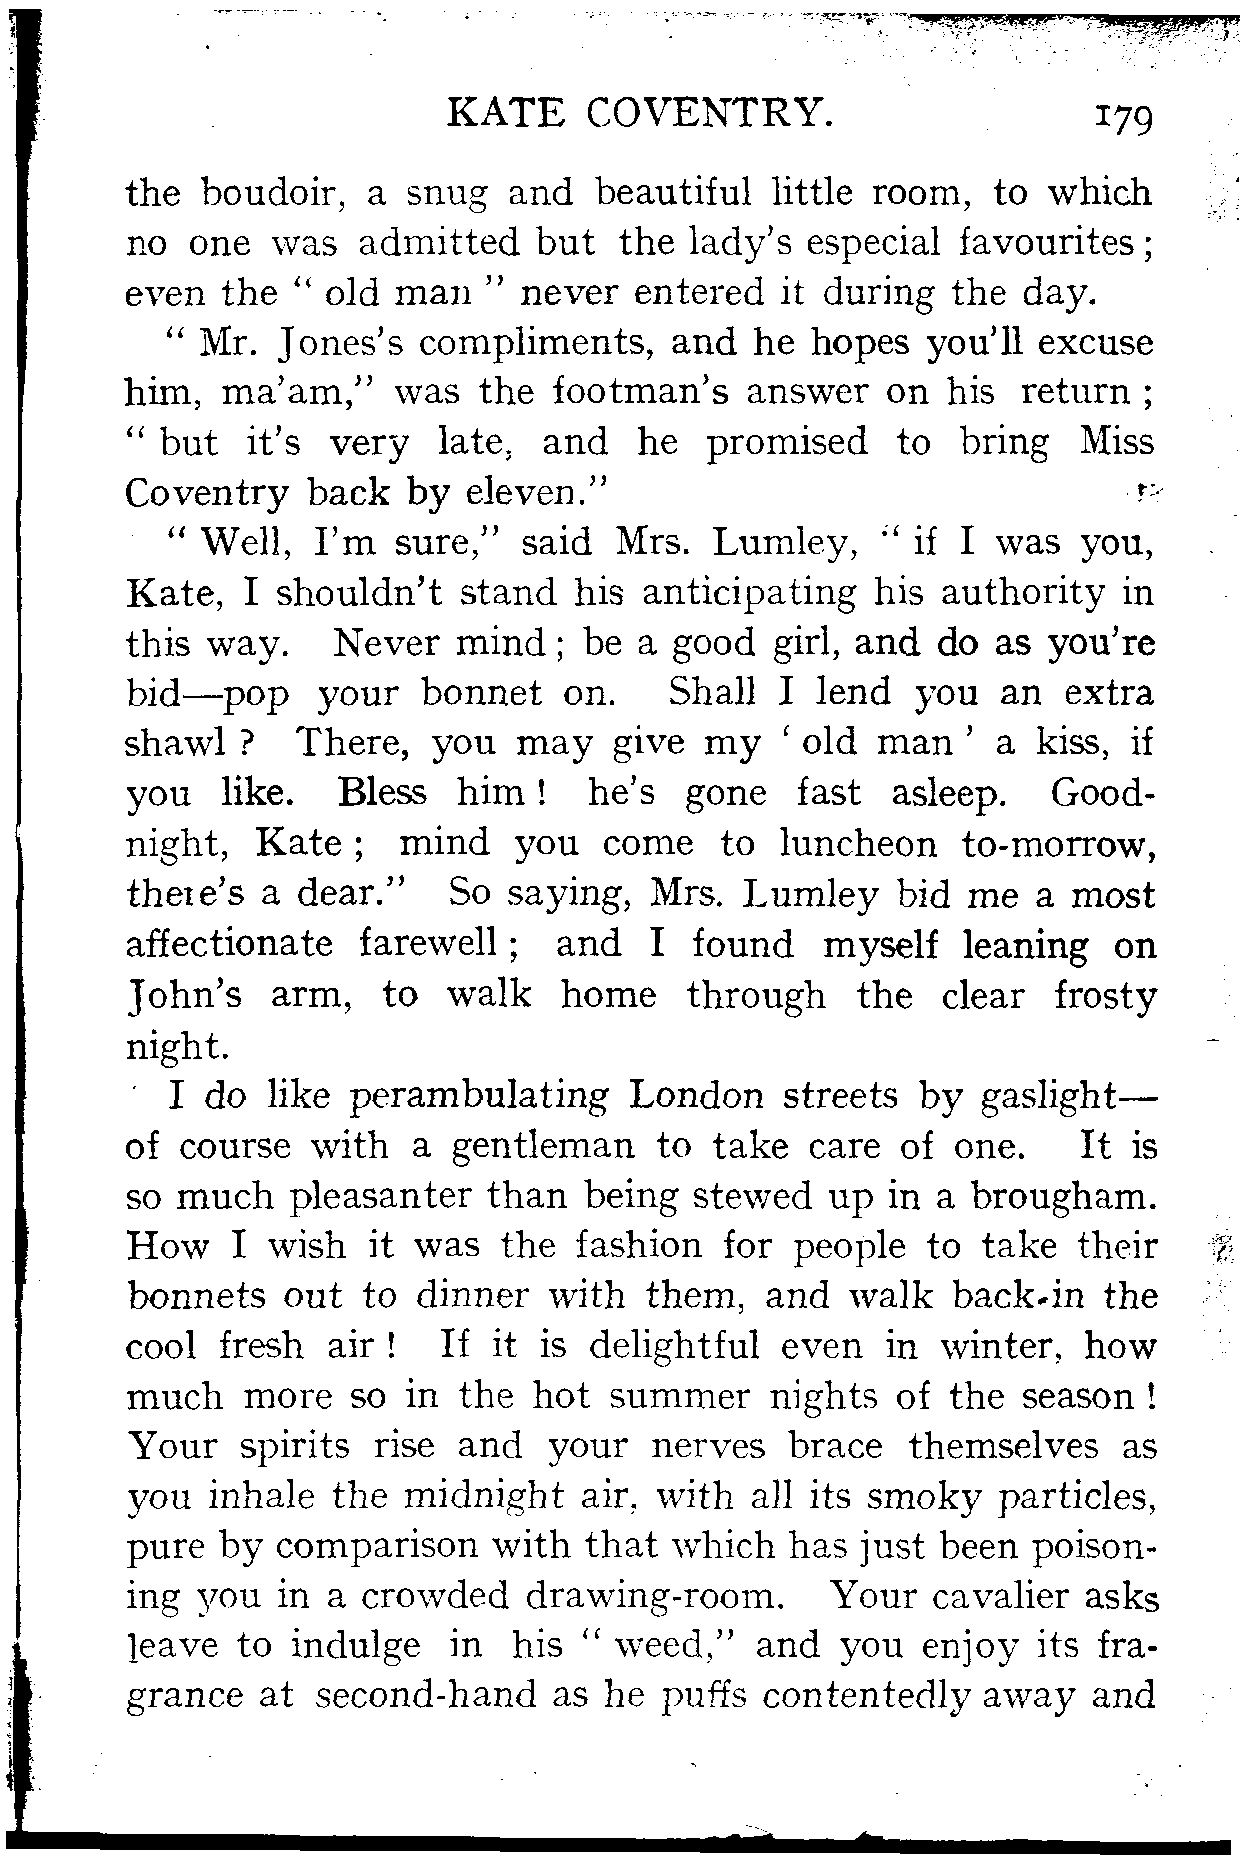 KATE COVENTRY. 179
the boudoir, a snug and beautiful little room, to which
no one was admitted but the lady's especial favourites ;
even the " old man " never entered it during the day.
" Mr. Jones's compliments, and he hopes you'll excuse
him, ma'am," was the footman's answer on his return ;
" but it's very late, and he promised to bring Miss
Coventry back by eleven."
" Well, I'm sure," said Mrs. Lumley, " if I was you,
Kate, I shouldn't stand his anticipating his authority in
this way. Never mind ; be a good girl, and do as you're
bid—pop your bonnet on. Shall I lend you an extra
shawl ? There, you may give my ' old man ' a kiss, if
you like. Bless him ! he's gone fast asleep. Good-
night, Kate ; mind you come to luncheon to-morrow,
there's a dear." So saying, Mrs. Lumley bid me a most
affectionate farewell ; and I found myself leaning on
John's arm, to walk home through the clear frosty
night.
I do like perambulating London streets by gaslight—
of course with a gentleman to take care of one. It is
so much pleasanter than being stewed up in a brougham.
How I wish it was the fashion for people to take their
bonnets out to dinner with them, and walk back in the
cool fresh air ! If it is delightful even in winter, how
much more so in the hot summer nights of the season !
Your spirits rise and your nerves brace themselves as
you inhale the midnight air, with all its smoky particles,
pure by comparison with that which has just been poison-
ing you in a crowded drawing-room. Your cavalier asks
leave to indulge in his " weed," and you enjoy its fra-
grance at second-hand as he puffs contentedly away and